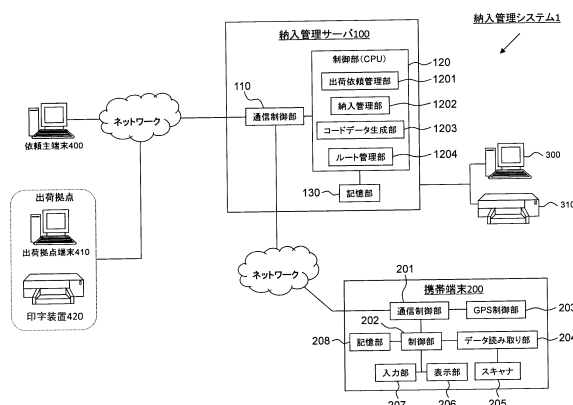 納入管理システム1
納入管理サーバ100
制御部(CPU)
120
出荷依頼管理部
1201
110
納入管理部
1202
通信制御部
コードデータ生成部
1203
ルート管理部
1204
130
記憶部
ネットワーク
依頼主端末400
300
310
出荷拠点
出荷拠点端末410
印字装置420
ネットワーク
携帯端末200
201
通信制御部
GPS制御部
203
202
208
記憶部
制御部
データ読み取り部
204
入力部
表示部
スキャナ
207
206
205